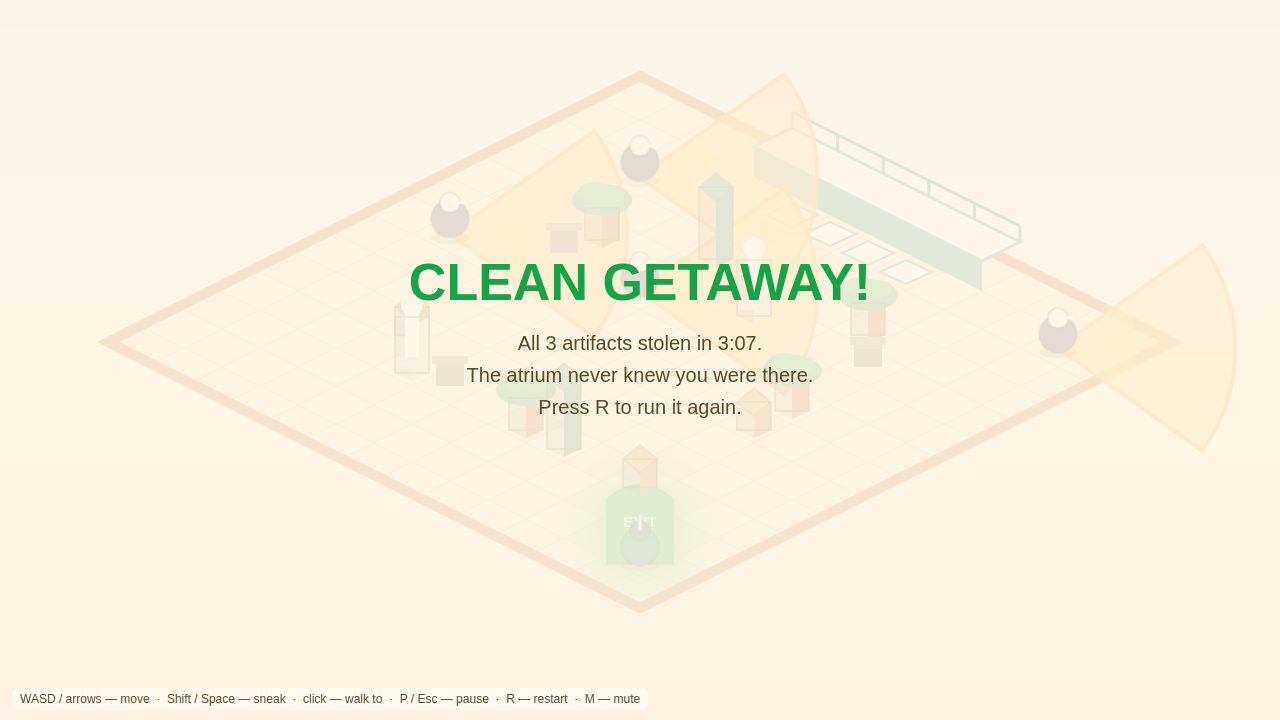 CLEAN GETAWAY!
All 3 artifacts stolen in 3:07.
The atrium never knew you were there.
Press R to run it again.
EXIT
WASD / arrows — move · Shift / Space — sneak · click — walk to · P / Esc — pause · R — restart · M — mute